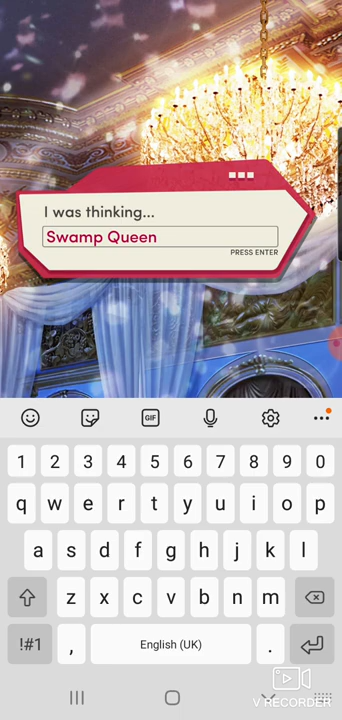 I was thinking...
Swamp Queen
PRESS ENTER
GIF
1 2 3 4 5 6 7 8 9 0
q w e r t y u i o p
a s d f g h j k l
z x c v b n m
!#1 , English (UK) .
V RECORDER